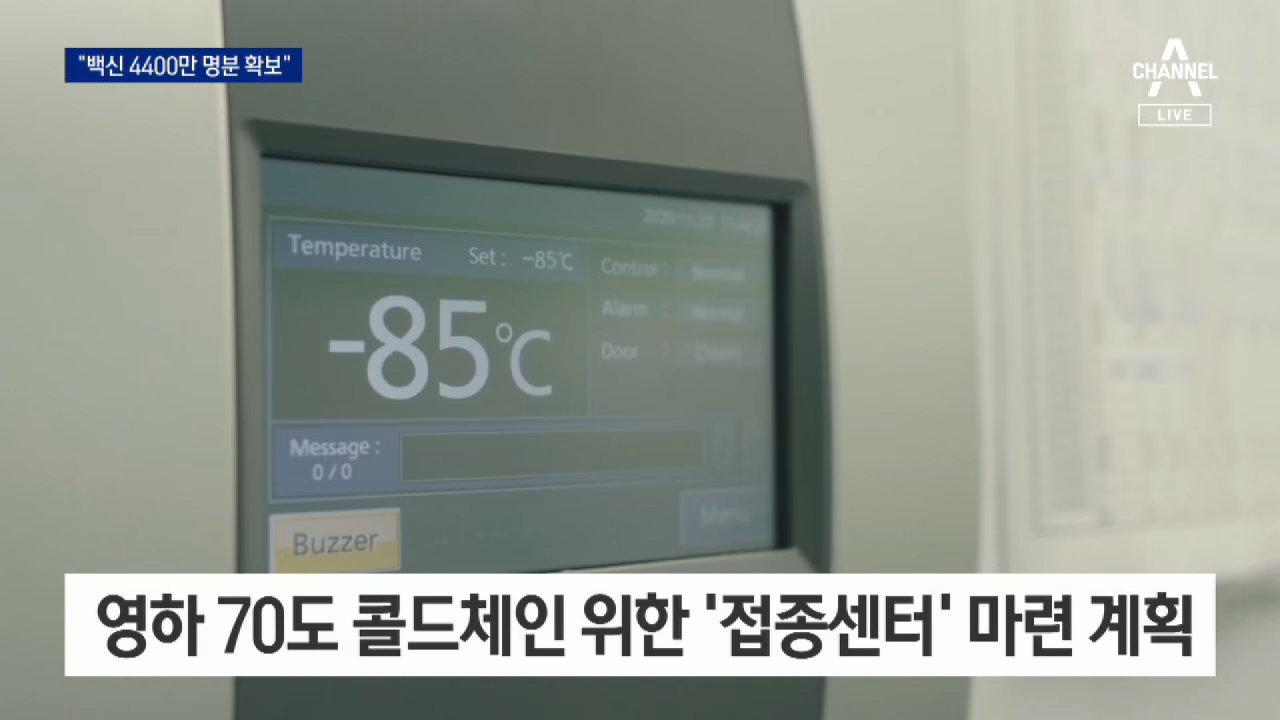 "백신 4400만 명분 확보"
CHANNEL A
LIVE
Temperature Set : -85℃
-85℃
Control :
Alarm :
Door :
Message :
0 / 0
Buzzer
Menu
영하 70도 콜드체인 위한 '접종센터' 마련 계획